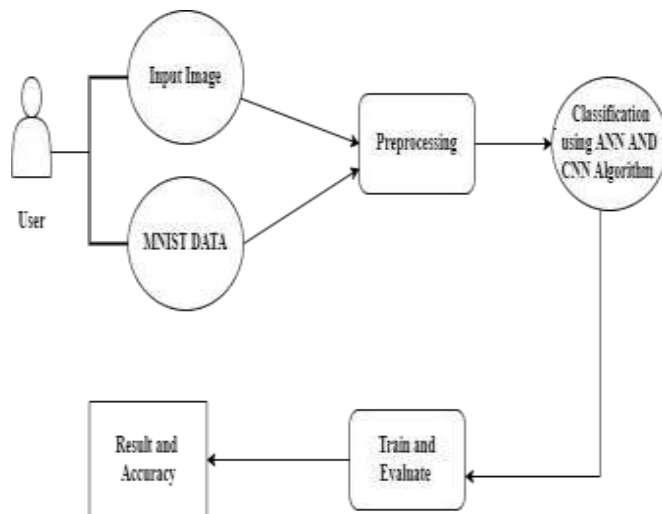 Input Image
User
MNIST DATA
Preprocessing
Classification
using ANN AND
CNN Algorithm
Train and
Evaluate
Result and
Accuracy